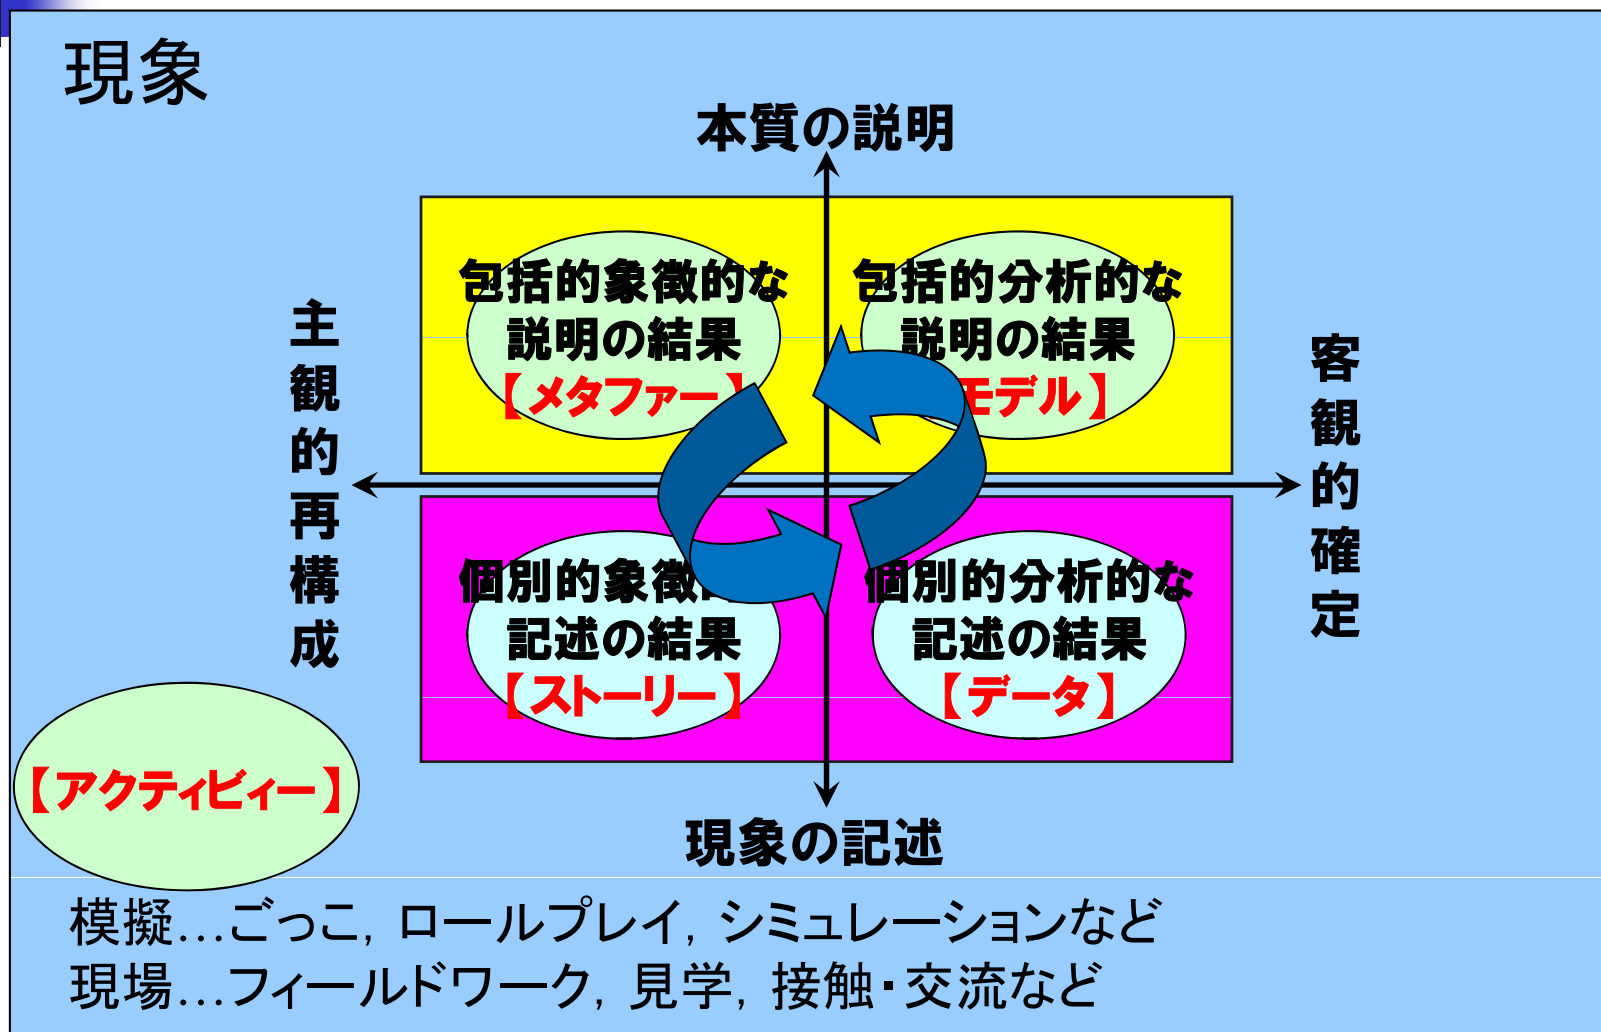 現象
本質の説明
包括的象徴的な
説明の結果
【メタファー】
包括的分析的な
説明の結果
モデル】
主観的再構成
客観的確定
個別的象徴
記述の結果
【ストーリー】
個別的分析的な
記述の結果
【データ】
【アクティビィー】
現象の記述
模擬…ごっこ, ロールプレイ, シミュレーションなど
現場…フィールドワーク, 見学, 接触・交流など